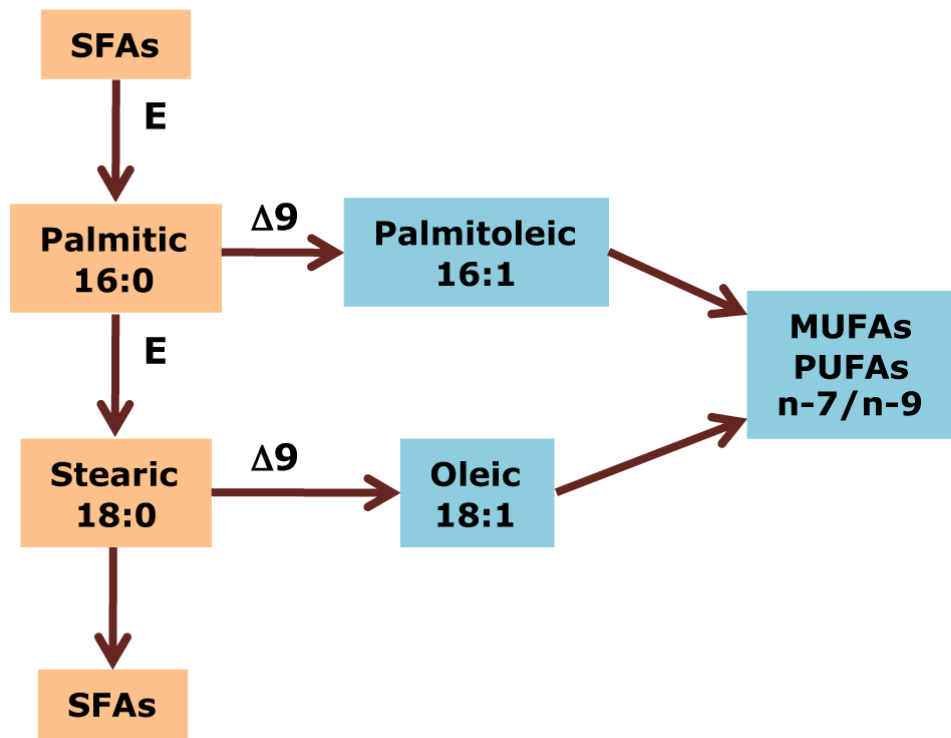 SFAs
E
Palmitic
16:0
Δ9
Palmitoleic
16:1
MUFAs
PUFAs
n-7/n-9
E
Stearic
18:0
Δ9
Oleic
18:1
SFAs